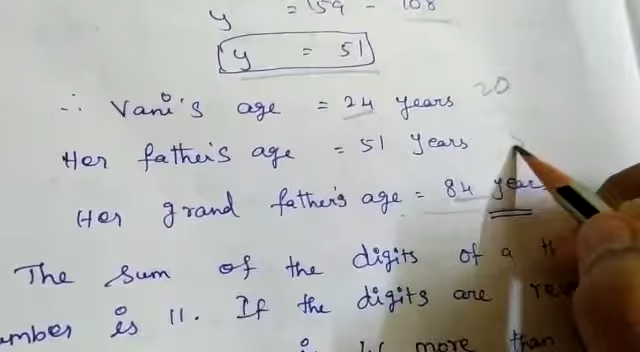 y = 159 - 108
y = 51
∴ Vani's age = 24 years 20
Her father's age = 51 years
Her grand father's age = 84 years
The sum of the digits of a
is 11. If the digits are
more than